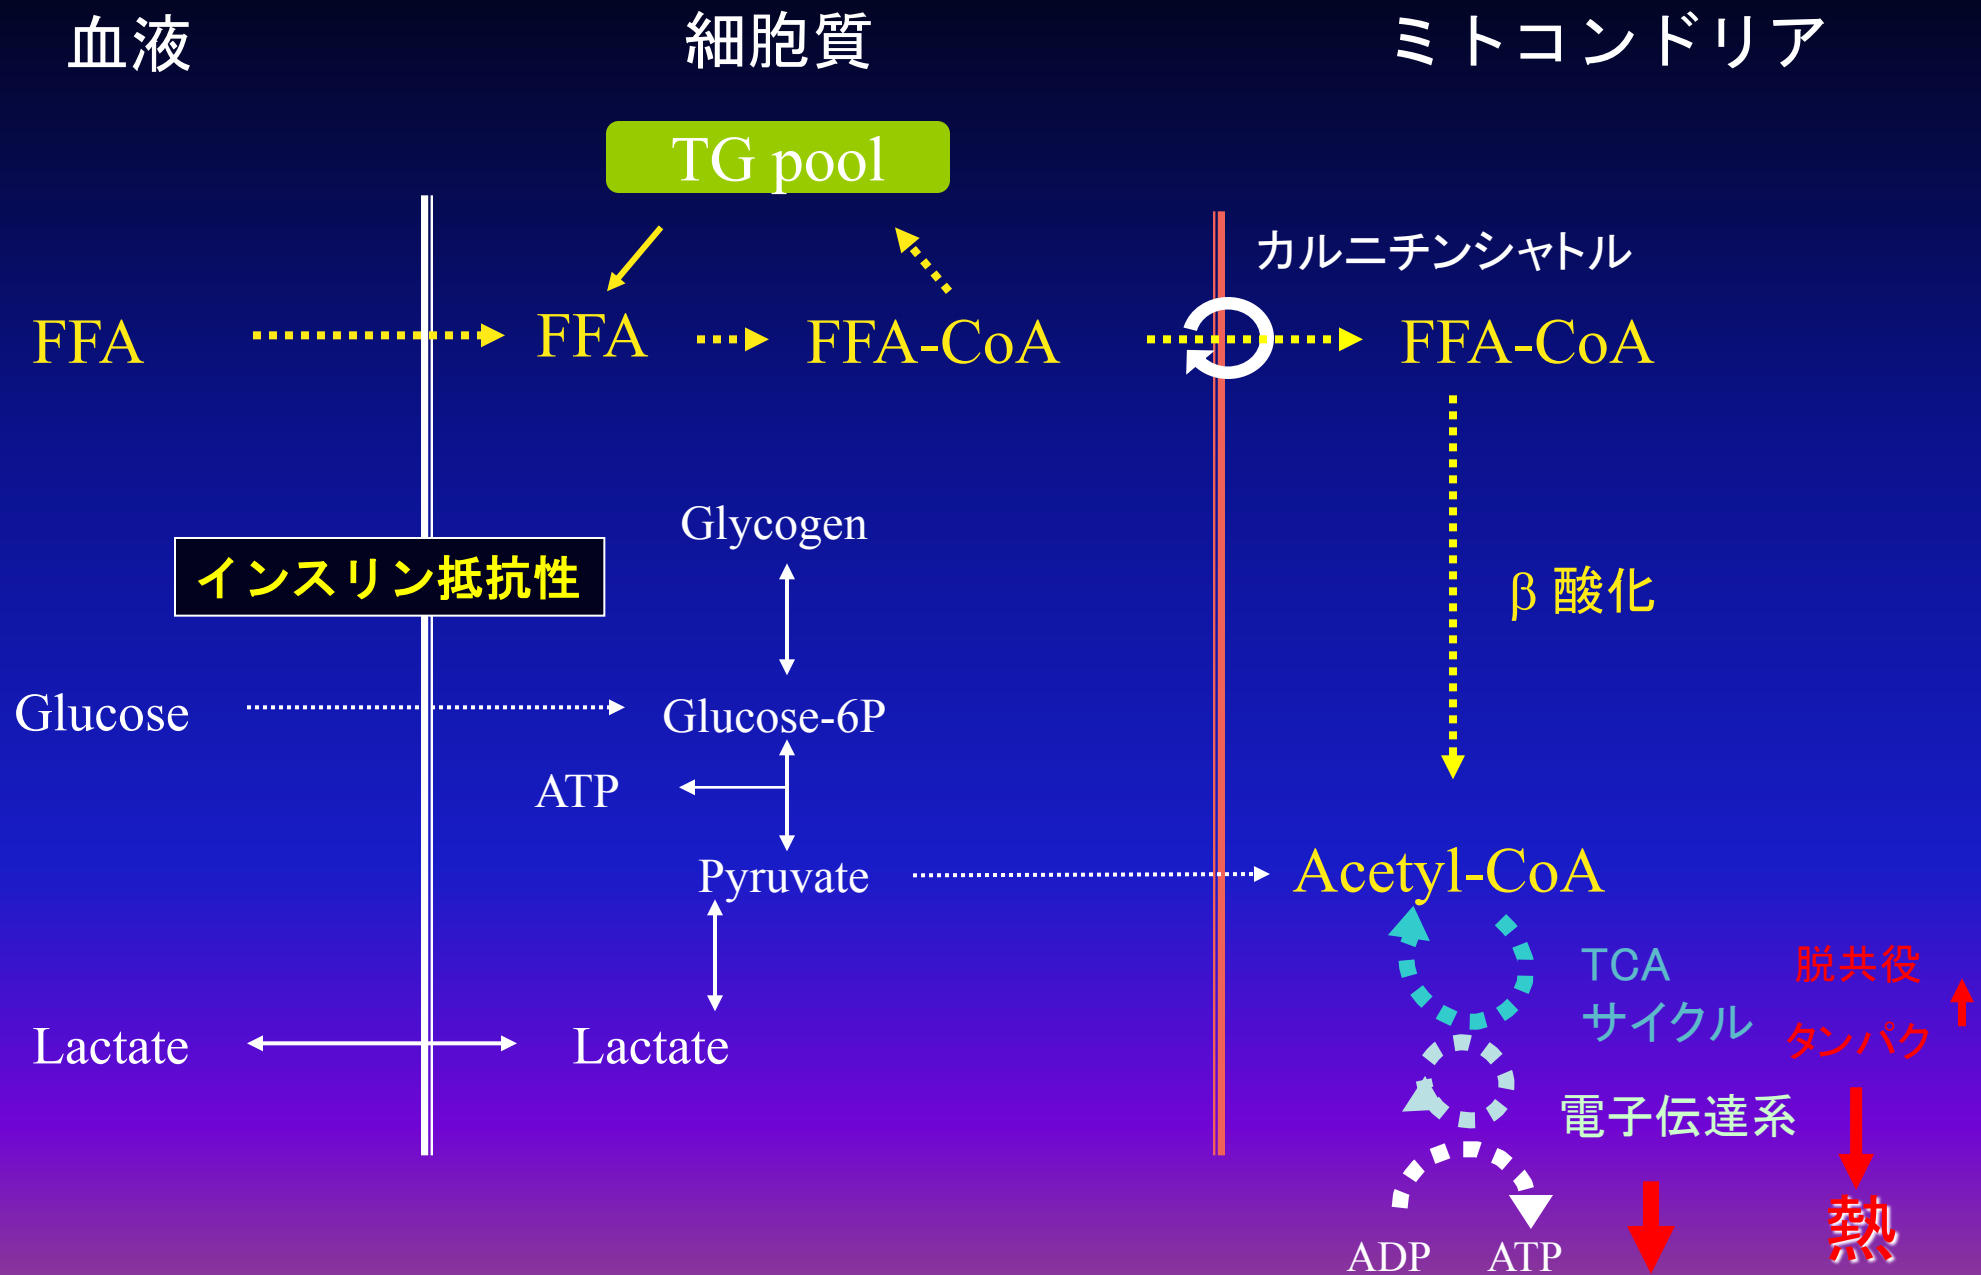 血液
細胞質
ミトコンドリア
TG pool
カルニチンシャトル
FFA
FFA
FFA-CoA
FFA-CoA
Glycogen
インスリン抵抗性
β 酸化
Glucose
Glucose-6P
ATP
Pyruvate
Acetyl-CoA
TCA
サイクル
脱共役
タンパク
Lactate
Lactate
電子伝達系
熱
ADP
ATP